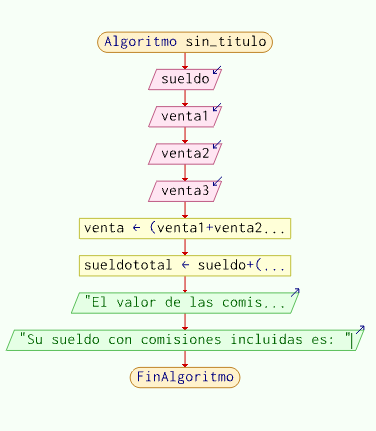 Algoritmo sin_titulo
sueldo
venta1
venta2
venta3
venta ← (venta1+venta2...
sueldototal ← sueldo+(...
"El valor de las comis...
"Su sueldo con comisiones incluidas es: "
FinAlgoritmo